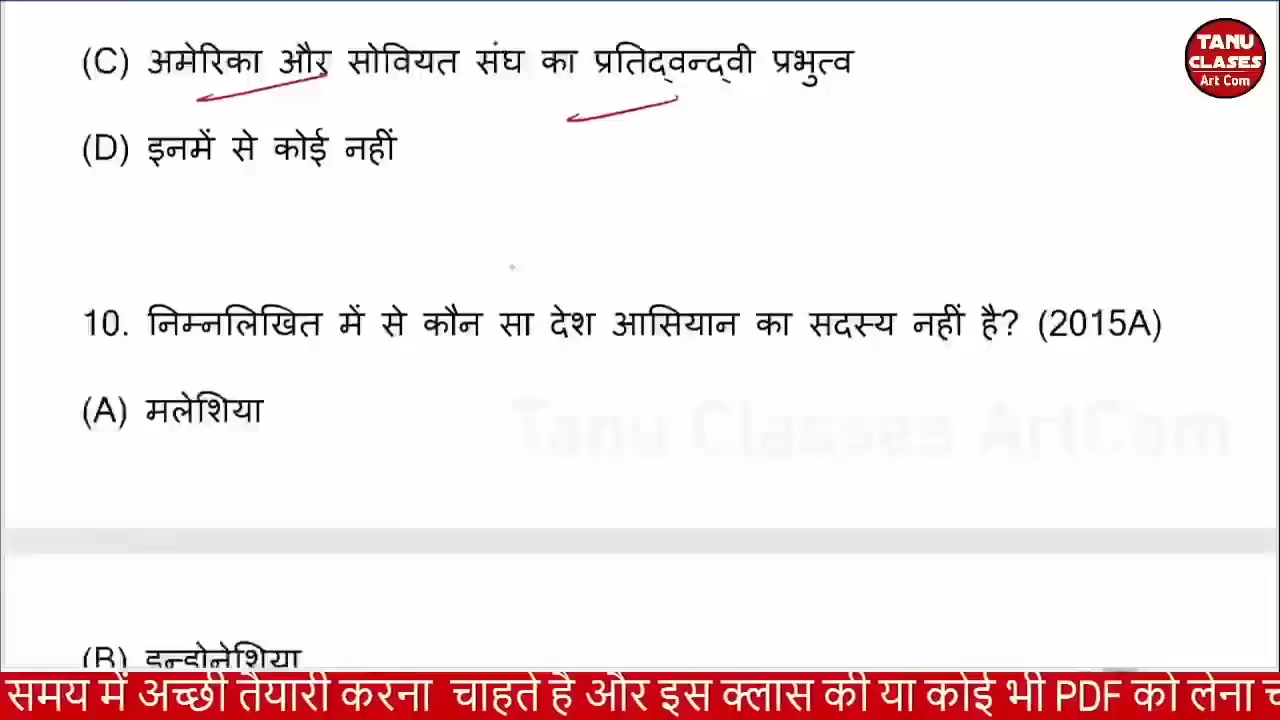 (C) अमेरिका और सोवियत संघ का प्रतिद्वन्द्वी प्रभुत्व
TANU
CLASES
Art Com
(D) इनमें से कोई नहीं
10. निम्नलिखित में से कौन सा देश आसियान का सदस्य नहीं है? (2015A)
(A) मलेशिया
Tanu Classes ArtCom
(B) इन्डोनेशिया
समय में अच्छी तैयारी करना चाहते है और इस क्लास की या कोई भी PDF को लेना